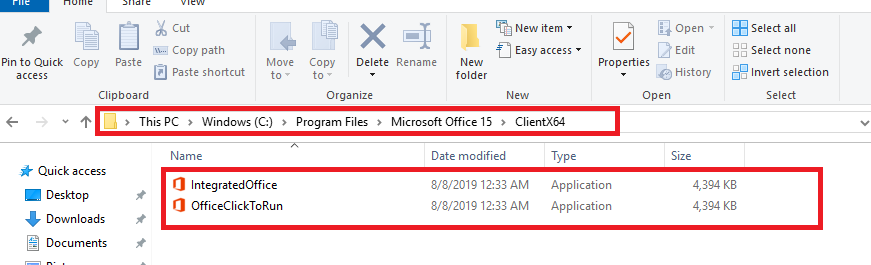 Home Share View
Pin to Quick access
Copy
Paste
Cut
Copy path
Paste shortcut
Clipboard
Move to
Copy to
Delete
Rename
Organize
New folder
New item
Easy access
New
Properties
Open
Edit
History
Open
Select all
Select none
Invert selection
Select
This PC Windows (C:) Program Files Microsoft Office 15 ClientX64
Quick access
Desktop
Downloads
Documents
Name Date modified Type Size
IntegratedOffice 8/8/2019 12:33 AM Application 4,394 KB
OfficeClickToRun 8/8/2019 12:33 AM Application 4,394 KB